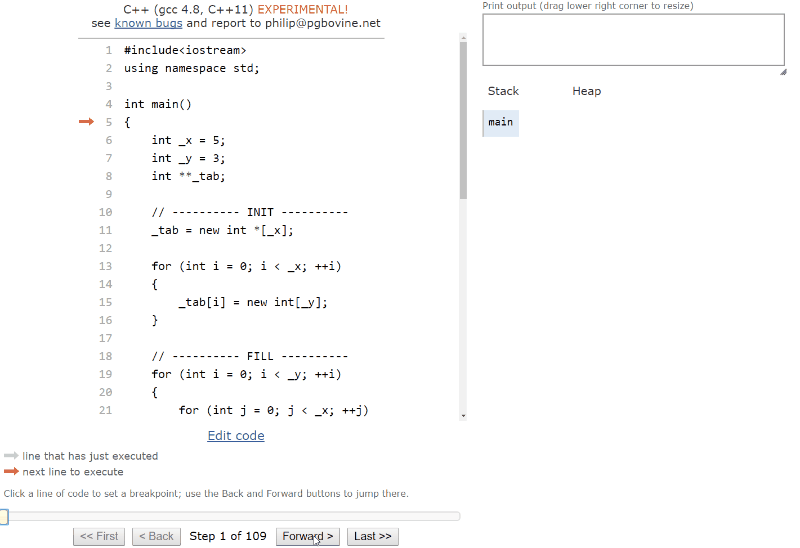 C++ (gcc 4.8, C++11) EXPERIMENTAL!
see known bugs and report to philip@pgbovine.net
1 #include<iostream>
2 using namespace std;
3
4 int main()
5 {
6 int _x = 5;
7 int _y = 3;
8 int **_tab;
9
10 // ---------- INIT ----------
11 _tab = new int *[_x];
12
13 for (int i = 0; i < _x; ++i)
14 {
15 _tab[i] = new int[_y];
16 }
17
18 // ---------- FILL ----------
19 for (int i = 0; i < _y; ++i)
20 {
21 for (int j = 0; j < _x; ++j)
Edit code
line that has just executed
next line to execute
Click a line of code to set a breakpoint; use the Back and Forward buttons to jump there.
<< First < Back Step 1 of 109 Forward > Last >>
Print output (drag lower right corner to resize)
Stack Heap
main